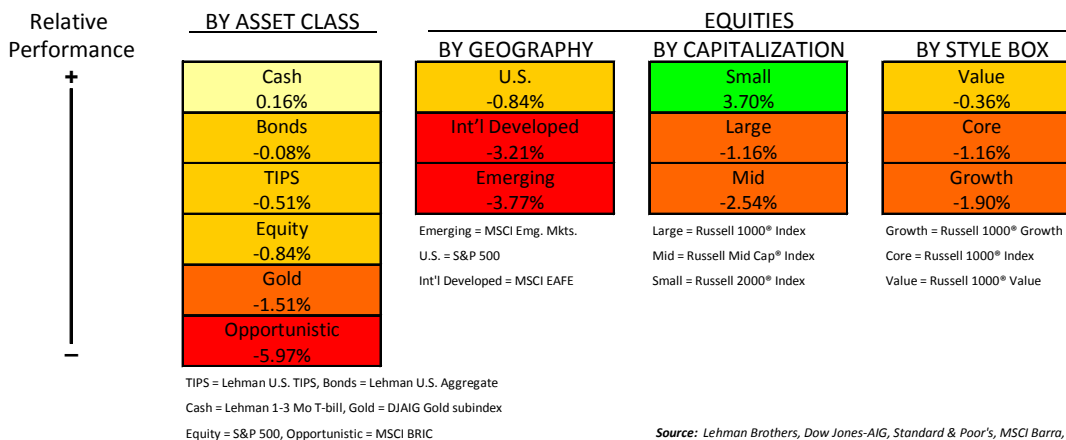 Relative
Performance
+
–
BY ASSET CLASS
Cash
0.16%
Bonds
-0.08%
TIPS
-0.51%
Equity
-0.84%
Gold
-1.51%
Opportunistic
-5.97%
TIPS = Lehman U.S. TIPS, Bonds = Lehman U.S. Aggregate
Cash = Lehman 1-3 Mo T-bill, Gold = DJAIG Gold subindex
Equity = S&P 500, Opportunistic = MSCI BRIC
EQUITIES
BY GEOGRAPHY
U.S.
-0.84%
Int'l Developed
-3.21%
Emerging
-3.77%
Emerging = MSCI Emg. Mkts.
U.S. = S&P 500
Int'l Developed = MSCI EAFE
BY CAPITALIZATION
Small
3.70%
Large
-1.16%
Mid
-2.54%
Large = Russell 1000® Index
Mid = Russell Mid Cap® Index
Small = Russell 2000® Index
BY STYLE BOX
Value
-0.36%
Core
-1.16%
Growth
-1.90%
Growth = Russell 1000® Growth
Core = Russell 1000® Index
Value = Russell 1000® Value
Source: Lehman Brothers, Dow Jones-AIG, Standard & Poor's, MSCI Barra,